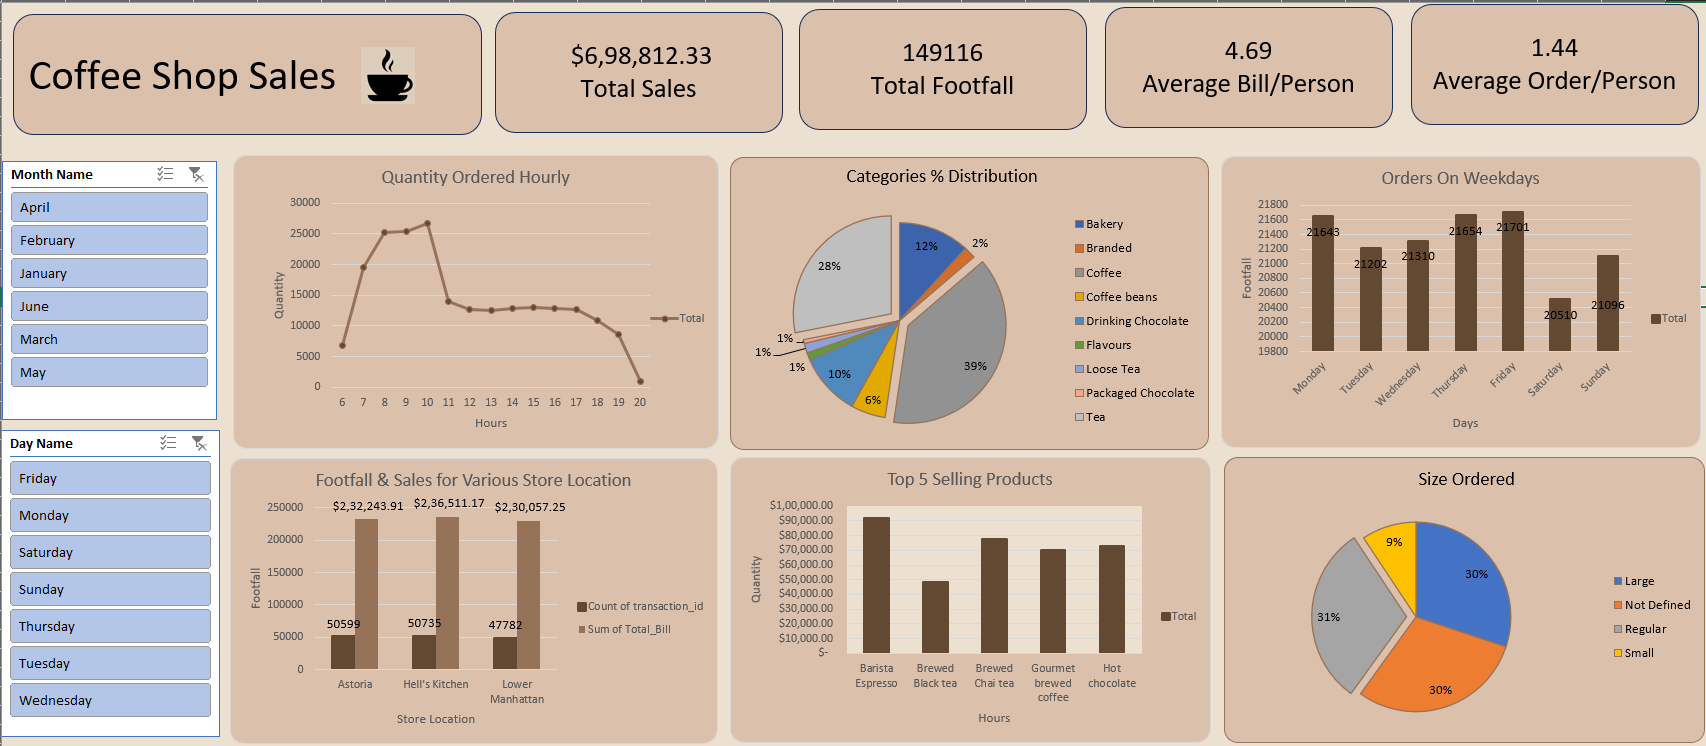 Coffee Shop Sales
$6,98,812.33
Total Sales
149116
Total Footfall
4.69
Average Bill/Person
1.44
Average Order/Person
Month Name
April
February
January
June
March
May
Day Name
Friday
Monday
Saturday
Sunday
Thursday
Tuesday
Wednesday
Quantity Ordered Hourly
30000
25000
20000
15000
10000
5000
0
Quantity
6 7 8 9 10 11 12 13 14 15 16 17 18 19 20
Hours
Total
Categories % Distribution
12%
2%
39%
6%
10%
1%
1%
1%
28%
Bakery
Branded
Coffee
Coffee beans
Drinking Chocolate
Flavours
Loose Tea
Packaged Chocolate
Tea
Orders On Weekdays
21800
21600
21400
21200
21000
20800
20600
20400
20200
20000
19800
Footfall
21643
21202
21310
21654
21701
20510
21096
Monday
Tuesday
Wednesday
Thursday
Friday
Saturday
Sunday
Days
Total
Footfall & Sales for Various Store Location
250000
200000
150000
100000
50000
0
Footfall
$2,32,243.91
$2,36,511.17
$2,30,057.25
50599
50735
47782
Astoria
Hell's Kitchen
Lower
Manhattan
Store Location
Count of transaction_id
Sum of Total_Bill
Top 5 Selling Products
$1,00,000.00
$90,000.00
$80,000.00
$70,000.00
$60,000.00
$50,000.00
$40,000.00
$30,000.00
$20,000.00
$10,000.00
$-
Quantity
Barista
Espresso
Brewed
Black tea
Brewed
Chai tea
Gourmet
brewed
coffee
Hot
chocolate
Hours
Total
Size Ordered
30%
30%
31%
9%
Large
Not Defined
Regular
Small